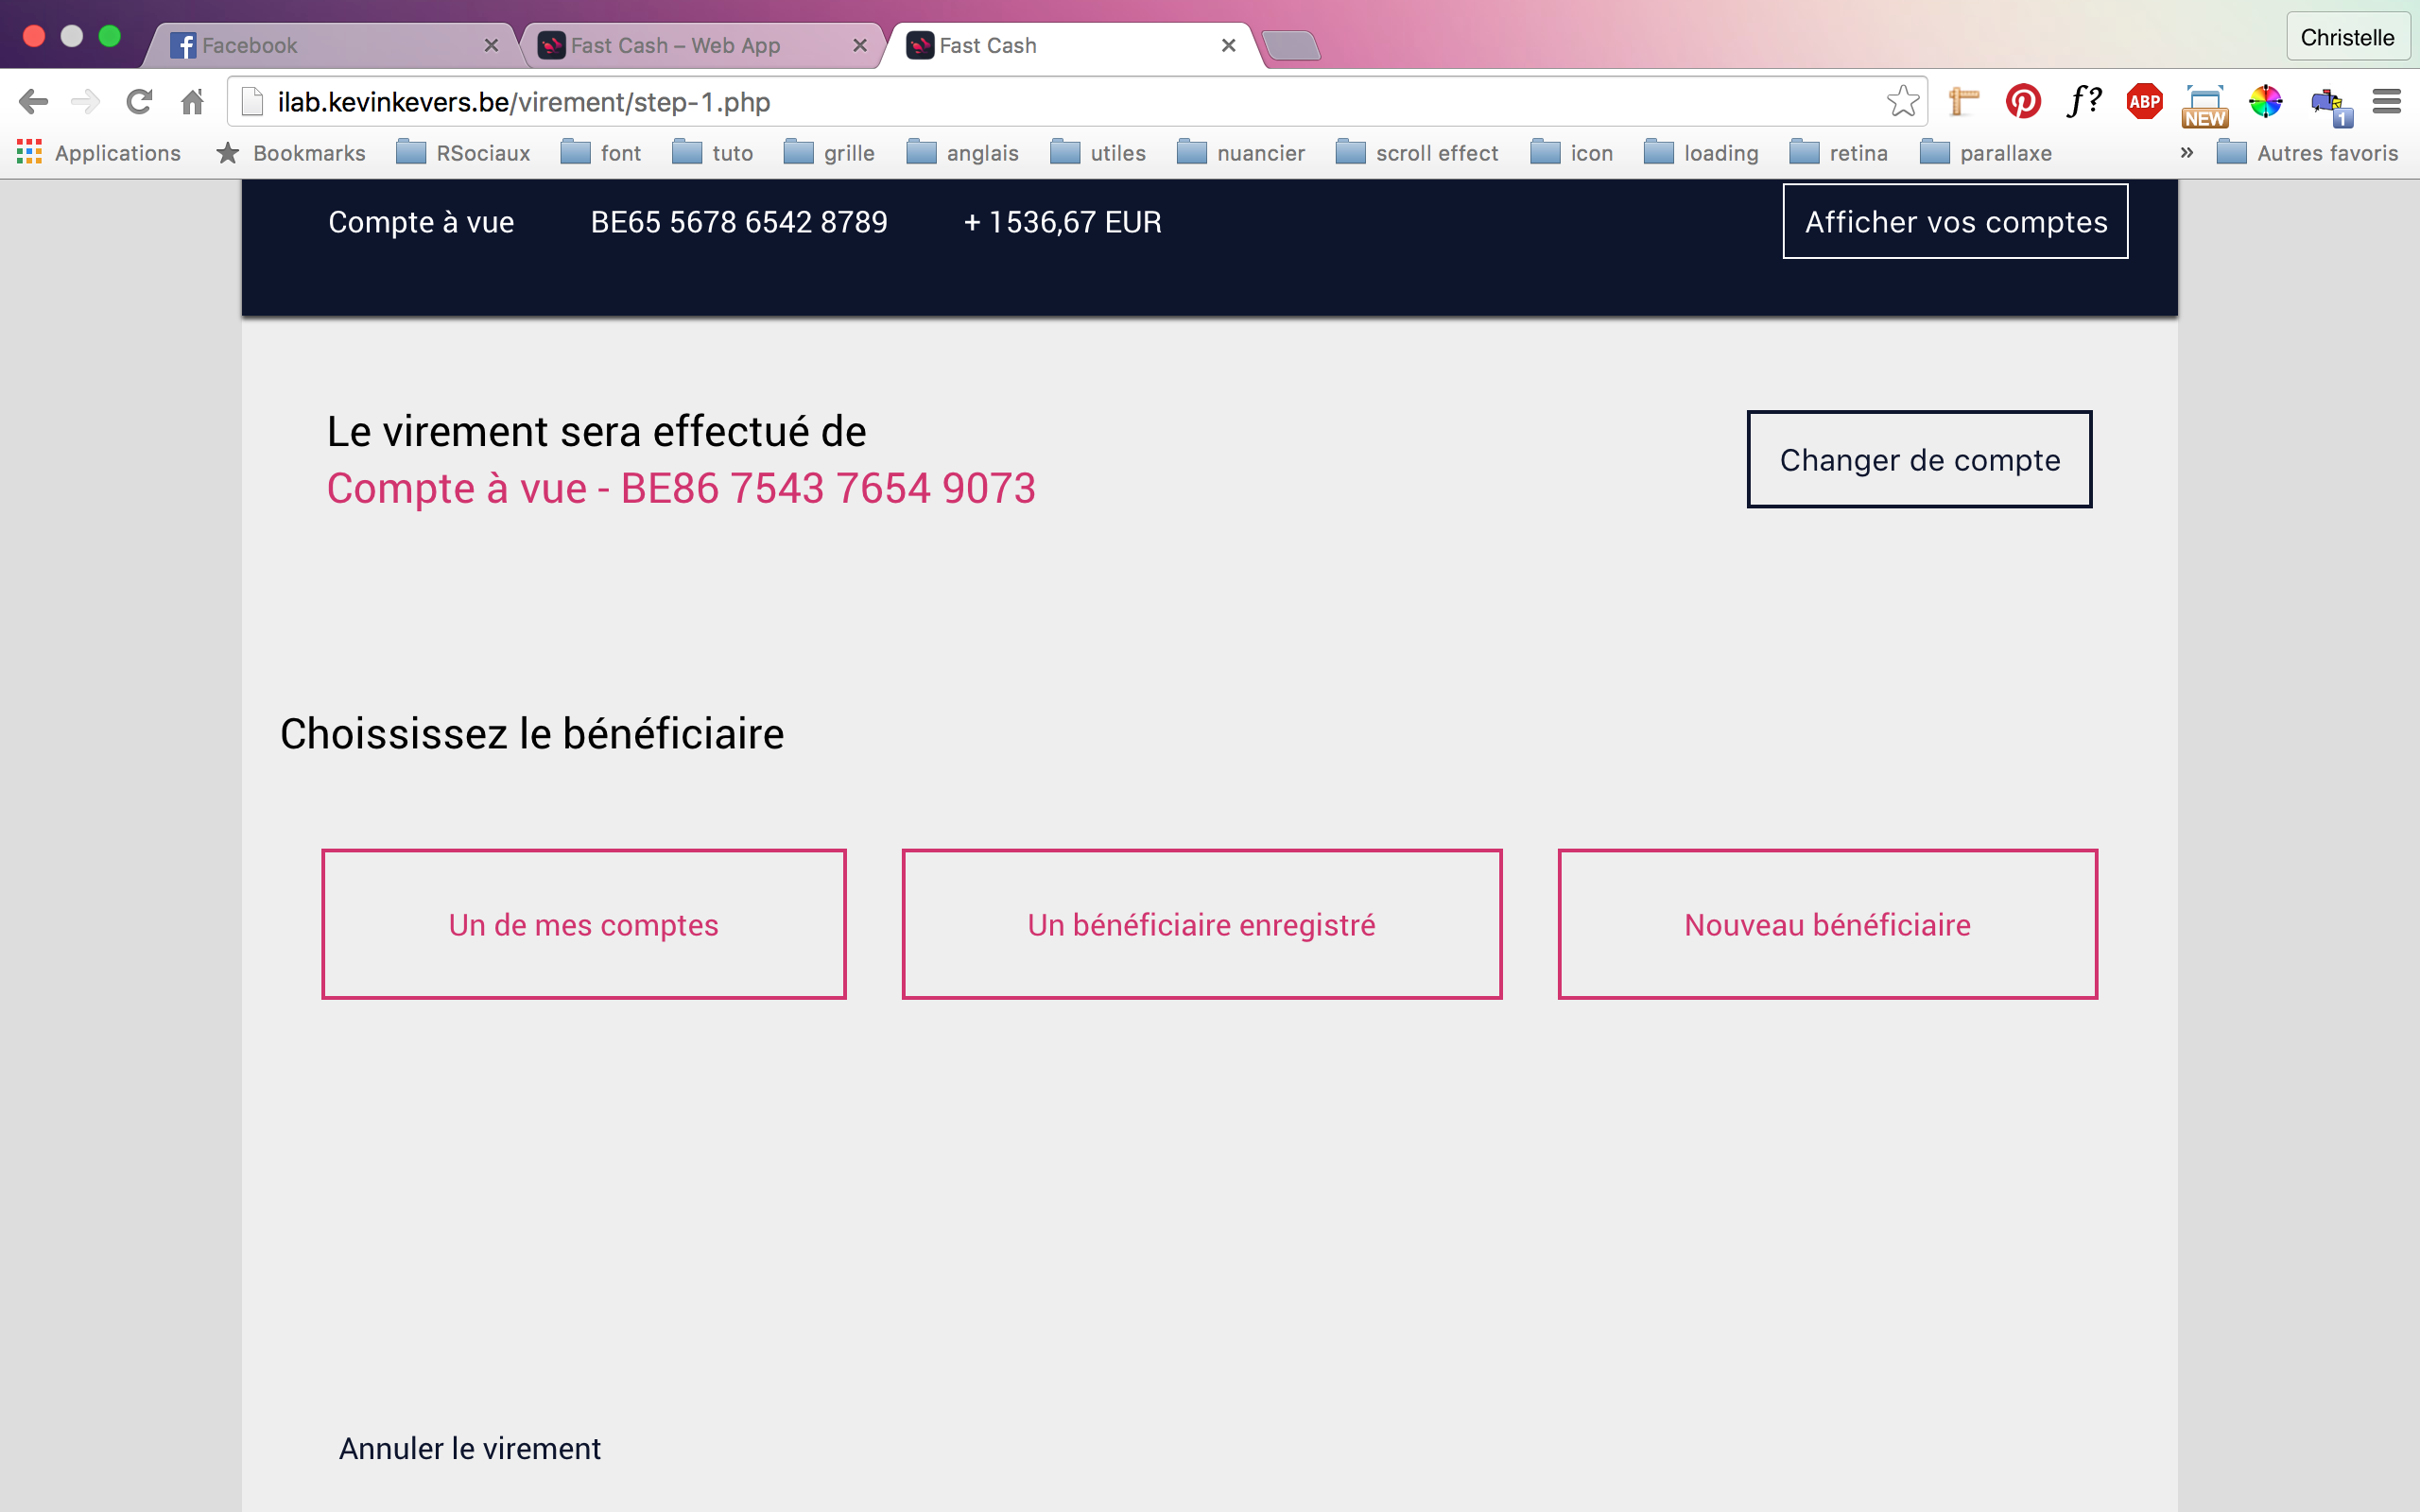 Facebook
Fast Cash – Web App
Fast Cash
Christelle
ilab.kevinkevers.be/virement/step-1.php
f?
ABP
NEW
1
Applications
Bookmarks
RSociaux
font
tuto
grille
anglais
utiles
nuancier
scroll effect
icon
loading
retina
parallaxe
»
Autres favoris
Compte à vue BE65 5678 6542 8789 + 1536,67 EUR
Afficher vos comptes
Le virement sera effectué de
Compte à vue - BE86 7543 7654 9073
Changer de compte
Choississez le bénéficiaire
Un de mes comptes
Un bénéficiaire enregistré
Nouveau bénéficiaire
Annuler le virement